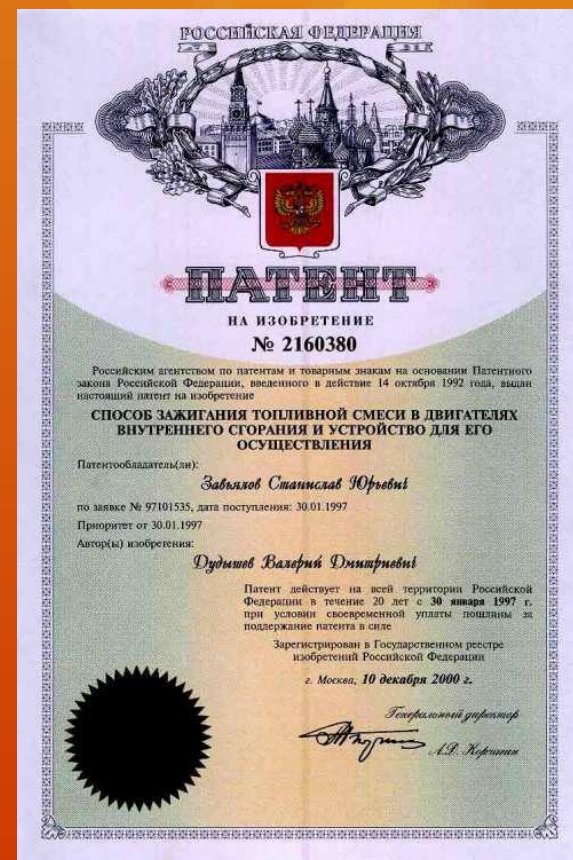 РОССИЙСКАЯ ФЕДЕРАЦИЯ
ПАТЕНТ
НА ИЗОБРЕТЕНИЕ
№ 2160380
Российским агентством по патентам и товарным знакам на основании Патентного
закона Российской Федерации, введенного в действие 14 октября 1992 года, выдан
настоящий патент на изобретение
СПОСОБ ЗАЖИГАНИЯ ТОПЛИВНОЙ СМЕСИ В ДВИГАТЕЛЯХ
ВНУТРЕННЕГО СГОРАНИЯ И УСТРОЙСТВО ДЛЯ ЕГО
ОСУЩЕСТВЛЕНИЯ
Патентообладатель(ли):
Завьялов Станислав Юрьевич
по заявке № 97101535, дата поступления: 30.01.1997
Приоритет от 30.01.1997
Автор(ы) изобретения:
Дудышев Валерий Дмитриевич
Патент действует на всей территории Российской
Федерации в течение 20 лет с 30 января 1997 г.
при условии своевременной уплаты пошлины за
поддержание патента в силе
Зарегистрирован в Государственном реестре
изобретений Российской Федерации
г. Москва, 10 декабря 2000 г.
Генеральный директор
А.Д. Корчагин